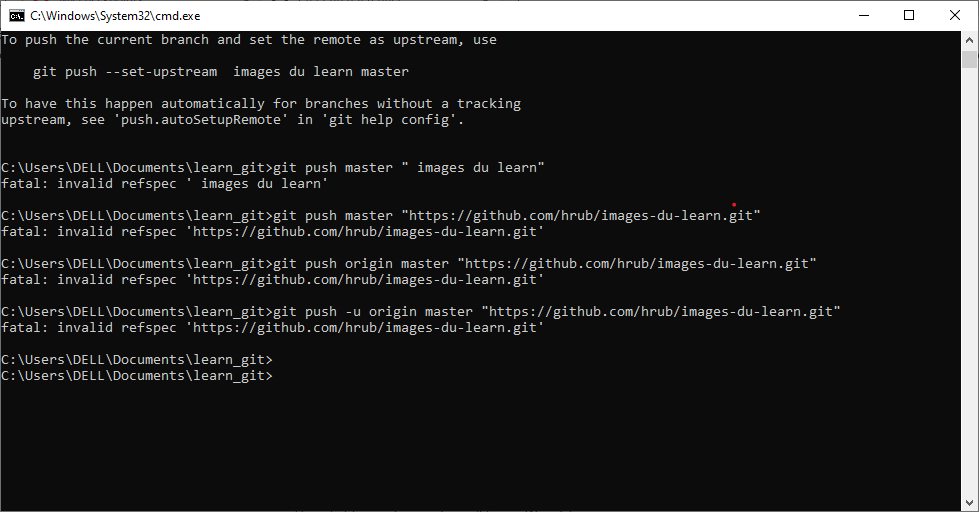 C:\Windows\System32\cmd.exe
To push the current branch and set the remote as upstream, use
git push --set-upstream  images du learn master
To have this happen automatically for branches without a tracking
upstream, see 'push.autoSetupRemote' in 'git help config'.
C:\Users\DELL\Documents\learn_git>git push master " images du learn"
fatal: invalid refspec ' images du learn'
C:\Users\DELL\Documents\learn_git>git push master "https://github.com/hrub/images-du-learn.git"
fatal: invalid refspec 'https://github.com/hrub/images-du-learn.git'
C:\Users\DELL\Documents\learn_git>git push origin master "https://github.com/hrub/images-du-learn.git"
fatal: invalid refspec 'https://github.com/hrub/images-du-learn.git'
C:\Users\DELL\Documents\learn_git>git push -u origin master "https://github.com/hrub/images-du-learn.git"
fatal: invalid refspec 'https://github.com/hrub/images-du-learn.git'
C:\Users\DELL\Documents\learn_git>
C:\Users\DELL\Documents\learn_git>